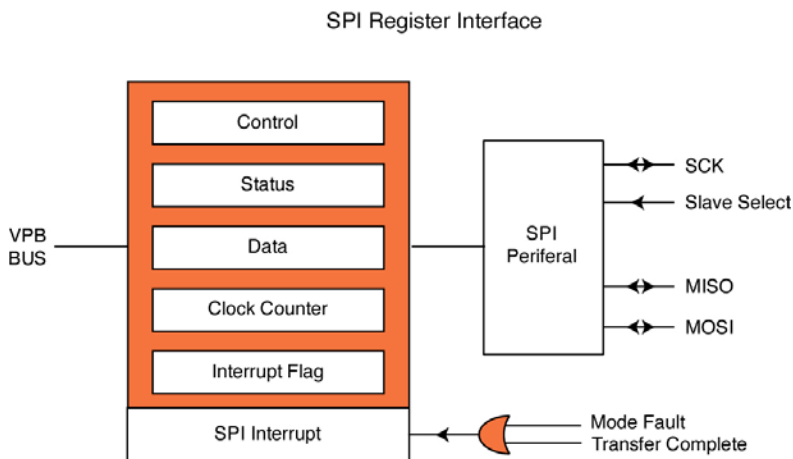 SPI Register Interface
Control
Status
Data
Clock Counter
Interrupt Flag
SPI Interrupt
VPB
BUS
SPI
Periferal
SCK
Slave Select
MISO
MOSI
Mode Fault
Transfer Complete